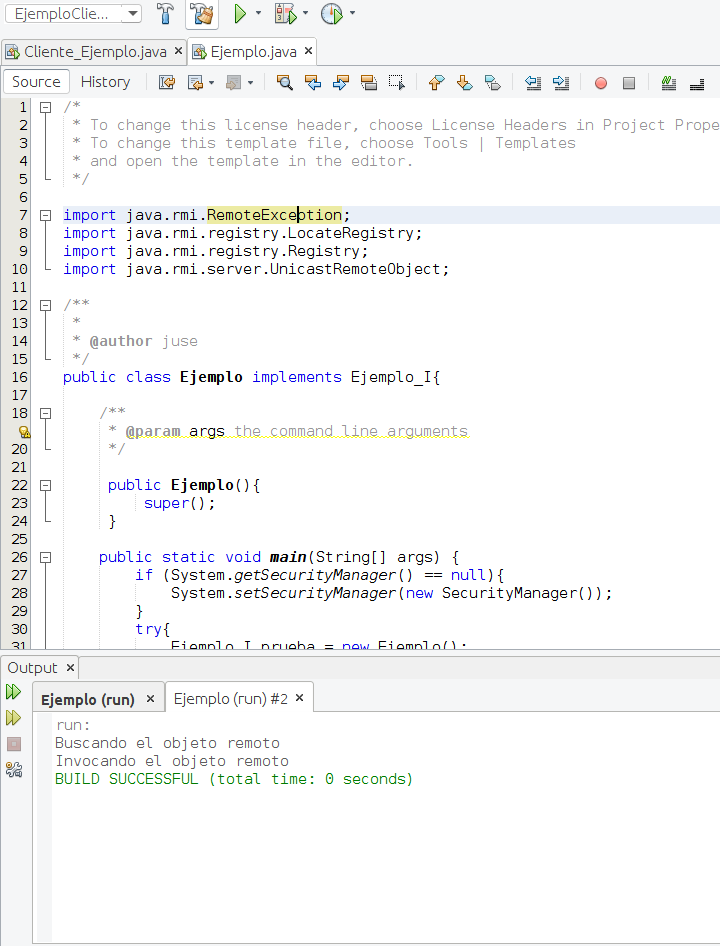 EjemploClie...
Cliente_Ejemplo.java
Ejemplo.java
Source History
1 /*
2  * To change this license header, choose License Headers in Project Prope
3  * To change this template file, choose Tools | Templates
4  * and open the template in the editor.
5  */
6
7 import java.rmi.RemoteException;
8 import java.rmi.registry.LocateRegistry;
9 import java.rmi.registry.Registry;
10 import java.rmi.server.UnicastRemoteObject;
11
12 /**
13  *
14  * @author juse
15  */
16 public class Ejemplo implements Ejemplo_I{
17
18     /**
     * @param args the command line arguments
20      */
21
22     public Ejemplo(){
23         super();
24     }
25
26     public static void main(String[] args) {
27         if (System.getSecurityManager() == null){
28             System.setSecurityManager(new SecurityManager());
29         }
30         try{
31             Ejemplo_I prueba = new Ejemplo();
Output
Ejemplo (run)
Ejemplo (run) #2
run:
Buscando el objeto remoto
Invocando el objeto remoto
BUILD SUCCESSFUL (total time: 0 seconds)